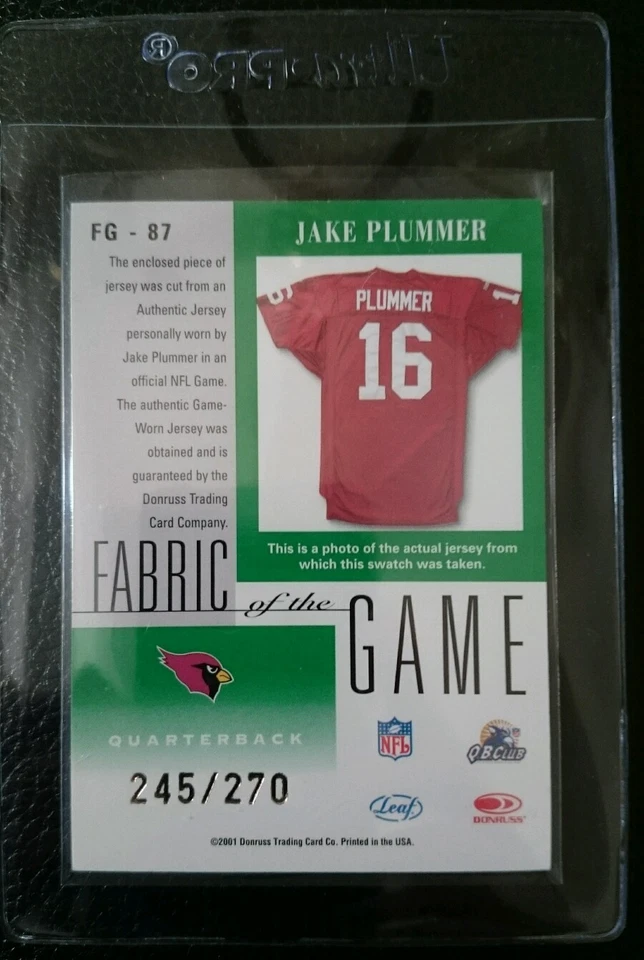 UltraPRO®
FG - 87
The enclosed piece of
jersey was cut from an
Authentic Jersey
personally worn by
Jake Plummer in an
official NFL Game.
The authentic Game-
Worn Jersey was
obtained and is
guaranteed by the
Donruss Trading
Card Company.
JAKE PLUMMER
PLUMMER
16
This is a photo of the actual jersey from
which this swatch was taken.
FABRIC of the GAME
QUARTERBACK
245/270
NFL
QB CLUB
Leaf
DONRUSS
©2001 Donruss Trading Card Co. Printed in the USA.